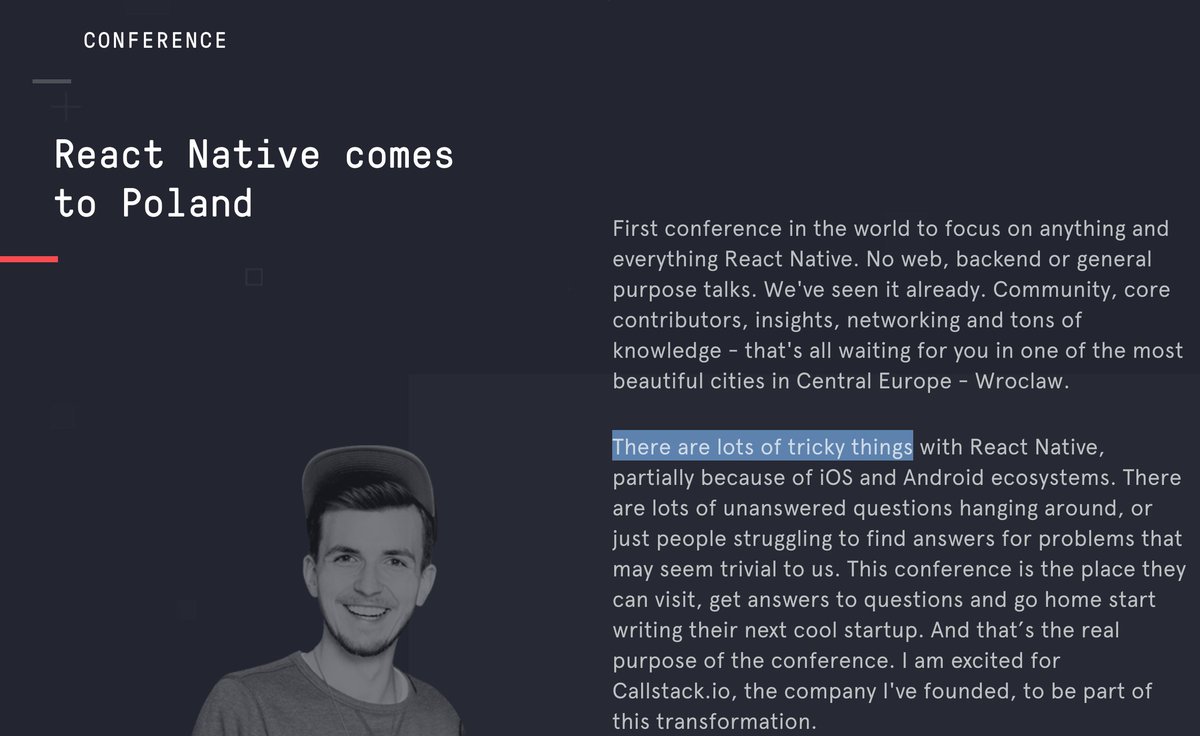 CONFERENCE
React Native comes
to Poland
First conference in the world to focus on anything and
everything React Native. No web, backend or general
purpose talks. We've seen it already. Community, core
contributors, insights, networking and tons of
knowledge - that's all waiting for you in one of the most
beautiful cities in Central Europe - Wroclaw.
There are lots of tricky things with React Native,
partially because of iOS and Android ecosystems. There
are lots of unanswered questions hanging around, or
just people struggling to find answers for problems that
may seem trivial to us. This conference is the place they
can visit, get answers to questions and go home start
writing their next cool startup. And that’s the real
purpose of the conference. I am excited for
Callstack.io, the company I've founded, to be part of
this transformation.